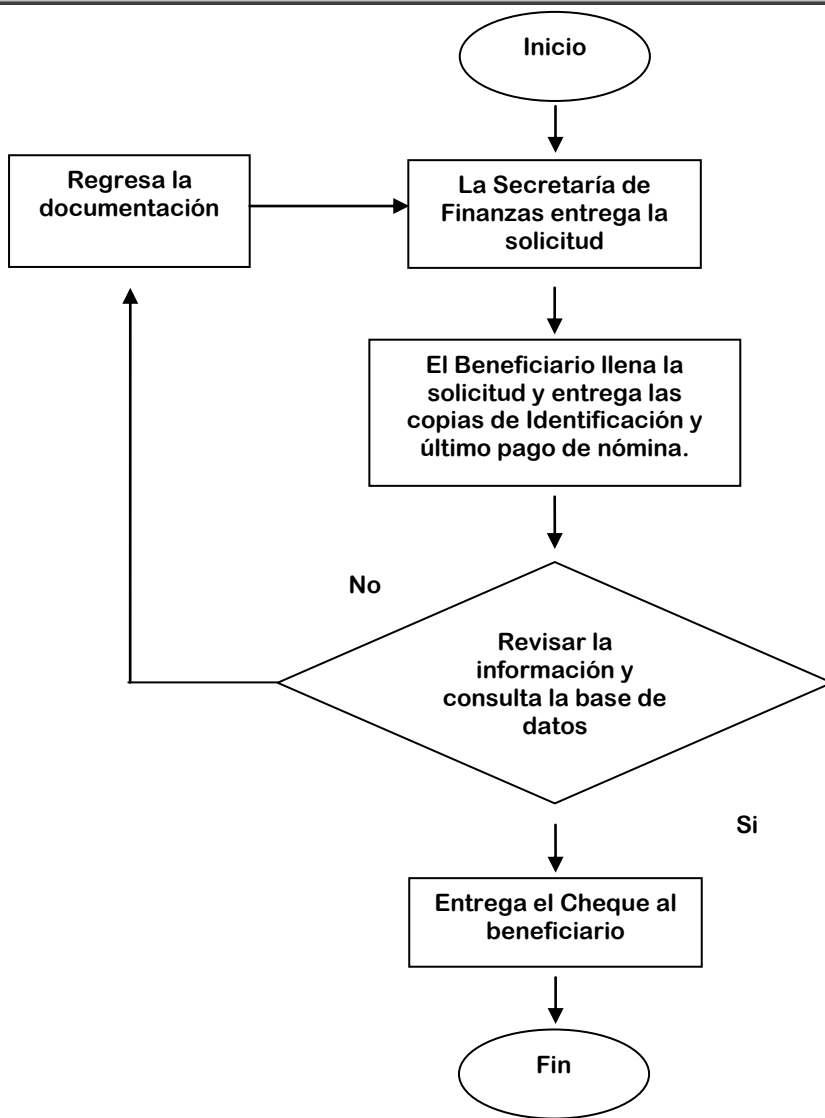 Inicio
Regresa la
documentación
La Secretaría de
Finanzas entrega la
solicitud
El Beneficiario llena la
solicitud y entrega las
copias de Identificación y
último pago de nómina.
No
Revisar la
información y
consulta la base de
datos
Si
Entrega el Cheque al
beneficiario
Fin